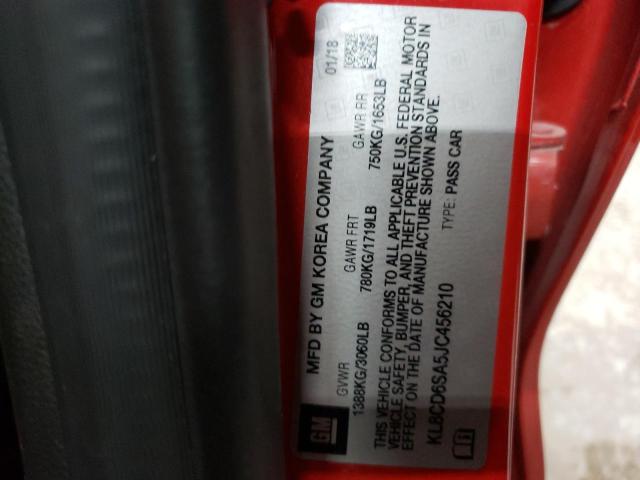 GM
MFD BY GM KOREA COMPANY 01/18
GVWR GAWR FRT GAWR RR
1388KG/3060LB 780KG/1719LB 750KG/1653LB
THIS VEHICLE CONFORMS TO ALL APPLICABLE U.S. FEDERAL MOTOR
VEHICLE SAFETY, BUMPER, AND THEFT PREVENTION STANDARDS IN
EFFECT ON THE DATE OF MANUFACTURE SHOWN ABOVE.
KL8CD6SA5JC456210 TYPE: PASS CAR